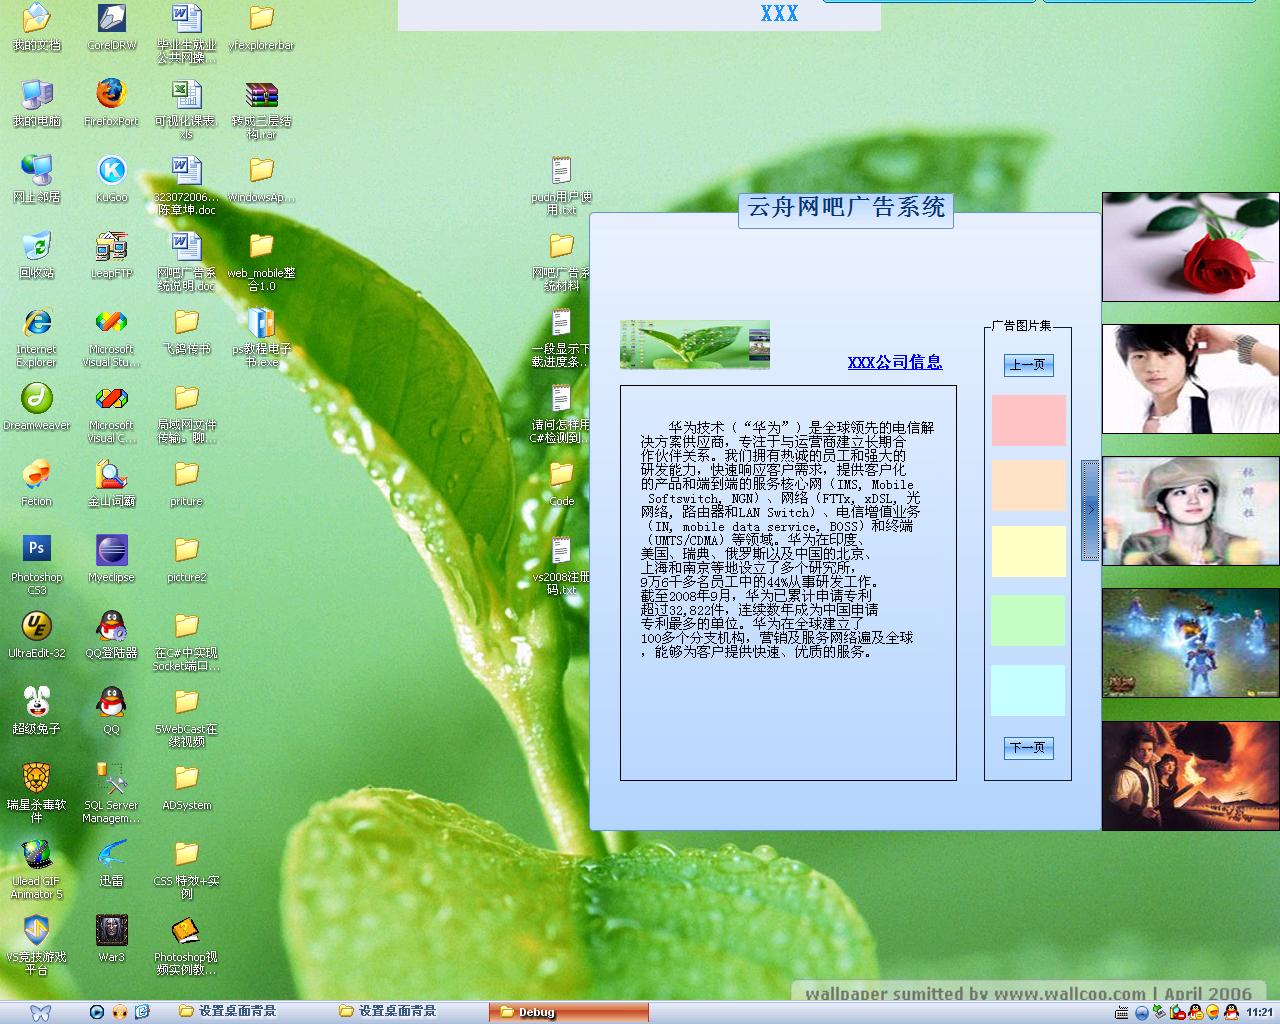 XXX
我的文档
CorelDRW
毕业生就业
公共网操...
yfexplorerbar
我的电脑
FirefoxPort
可视化课表.
xls
转成三层结
构.rar
网上邻居
KuGoo
323072006...
陈章坤.doc
WindowsAp...
pudn用户使
用.txt
回收站
LeapFTP
网吧广告系
统说明.doc
web_mobile整
合1.0
网吧广告系
统材料
Internet
Explorer
Microsoft
Visual Stu...
飞鸽传书
ps教程电子
书.exe
一段显示下
载进度条...
Dreamweaver
Microsoft
Visual C...
局域网文件
传输。聊...
请问怎样用
C#检测到...
Fetion
金山词霸
priture
Code
Photoshop
CS3
Myeclipse
picture2
vs2008注册
码.txt
UltraEdit-32
QQ登陆器
在C#中实现
Socket端口...
超级兔子
QQ
5WebCast在
线视频
瑞星杀毒软
件
SQL Server
Managem...
ADSystem
Ulead GIF
Animator 5
迅雷
CSS 特效+实
例
VS竞技游戏
平台
War3
Photoshop视
频实例教...
云舟网吧广告系统
XXX公司信息
华为技术（“华为”）是全球领先的电信解
决方案供应商，专注于与运营商建立长期合
作伙伴关系。我们拥有热诚的员工和强大的
研发能力，快速响应客户需求，提供客户化
的产品和端到端的服务核心网（IMS, Mobile
Softswitch, NGN）、网络（FTTx, xDSL, 光
网络, 路由器和LAN Switch）、电信增值业务
（IN, mobile data service, BOSS）和终端
（UMTS/CDMA）等领域。华为在印度、
美国、瑞典、俄罗斯以及中国的北京、
上海和南京等地设立了多个研究所，
9万6千多名员工中的44%从事研发工作。
截至2008年9月，华为已累计申请专利
超过32,822件，连续数年成为中国申请
专利最多的单位。华为在全球建立了
100多个分支机构，营销及服务网络遍及全球
，能够为客户提供快速、优质的服务。
广告图片集
上一页
下一页
>
wallpaper sumitted by www.wallcoo.com | April 2006
设置桌面背景
设置桌面背景
Debug
11:21